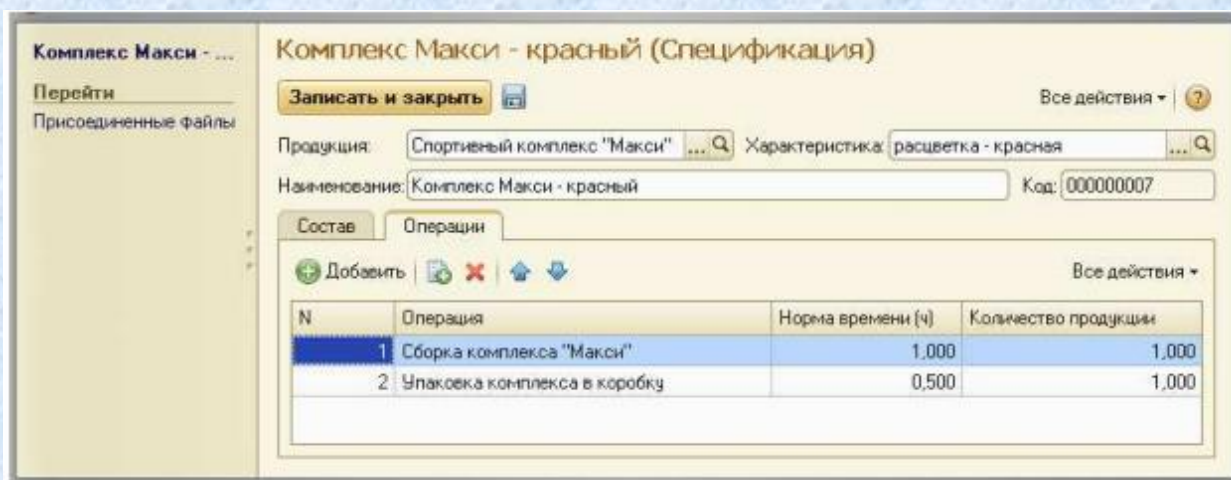 Комплекс Макси - ...
Перейти
Присоединенные файлы
Комплекс Макси - красный (Спецификация)
Записать и закрыть
Все действия
Продукция: Спортивный комплекс "Макси" ... Характеристика: расцветка - красная ...
Наименование: Комплекс Макси - красный Код: 000000007
Состав Операции
Добавить Все действия
N Операция Норма времени (ч) Количество продукции
1 Сборка комплекса "Макси" 1,000 1,000
2 Упаковка комплекса в коробку 0,500 1,000